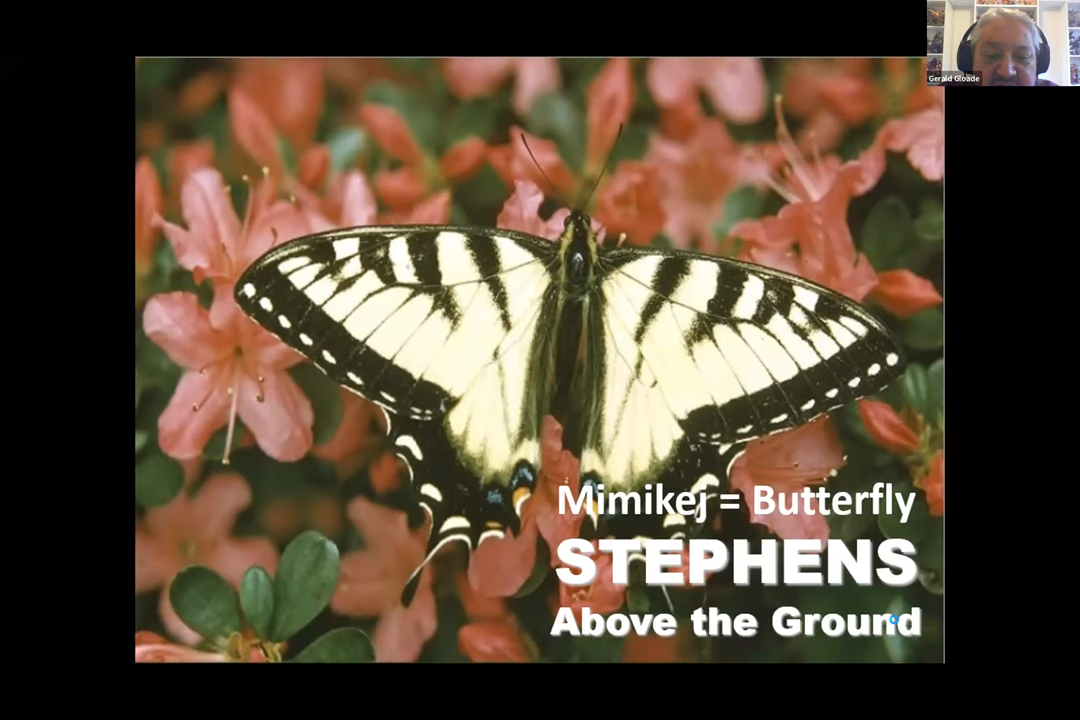 Gerald Gloade
Mimikej = Butterfly
STEPHENS
Above the Ground